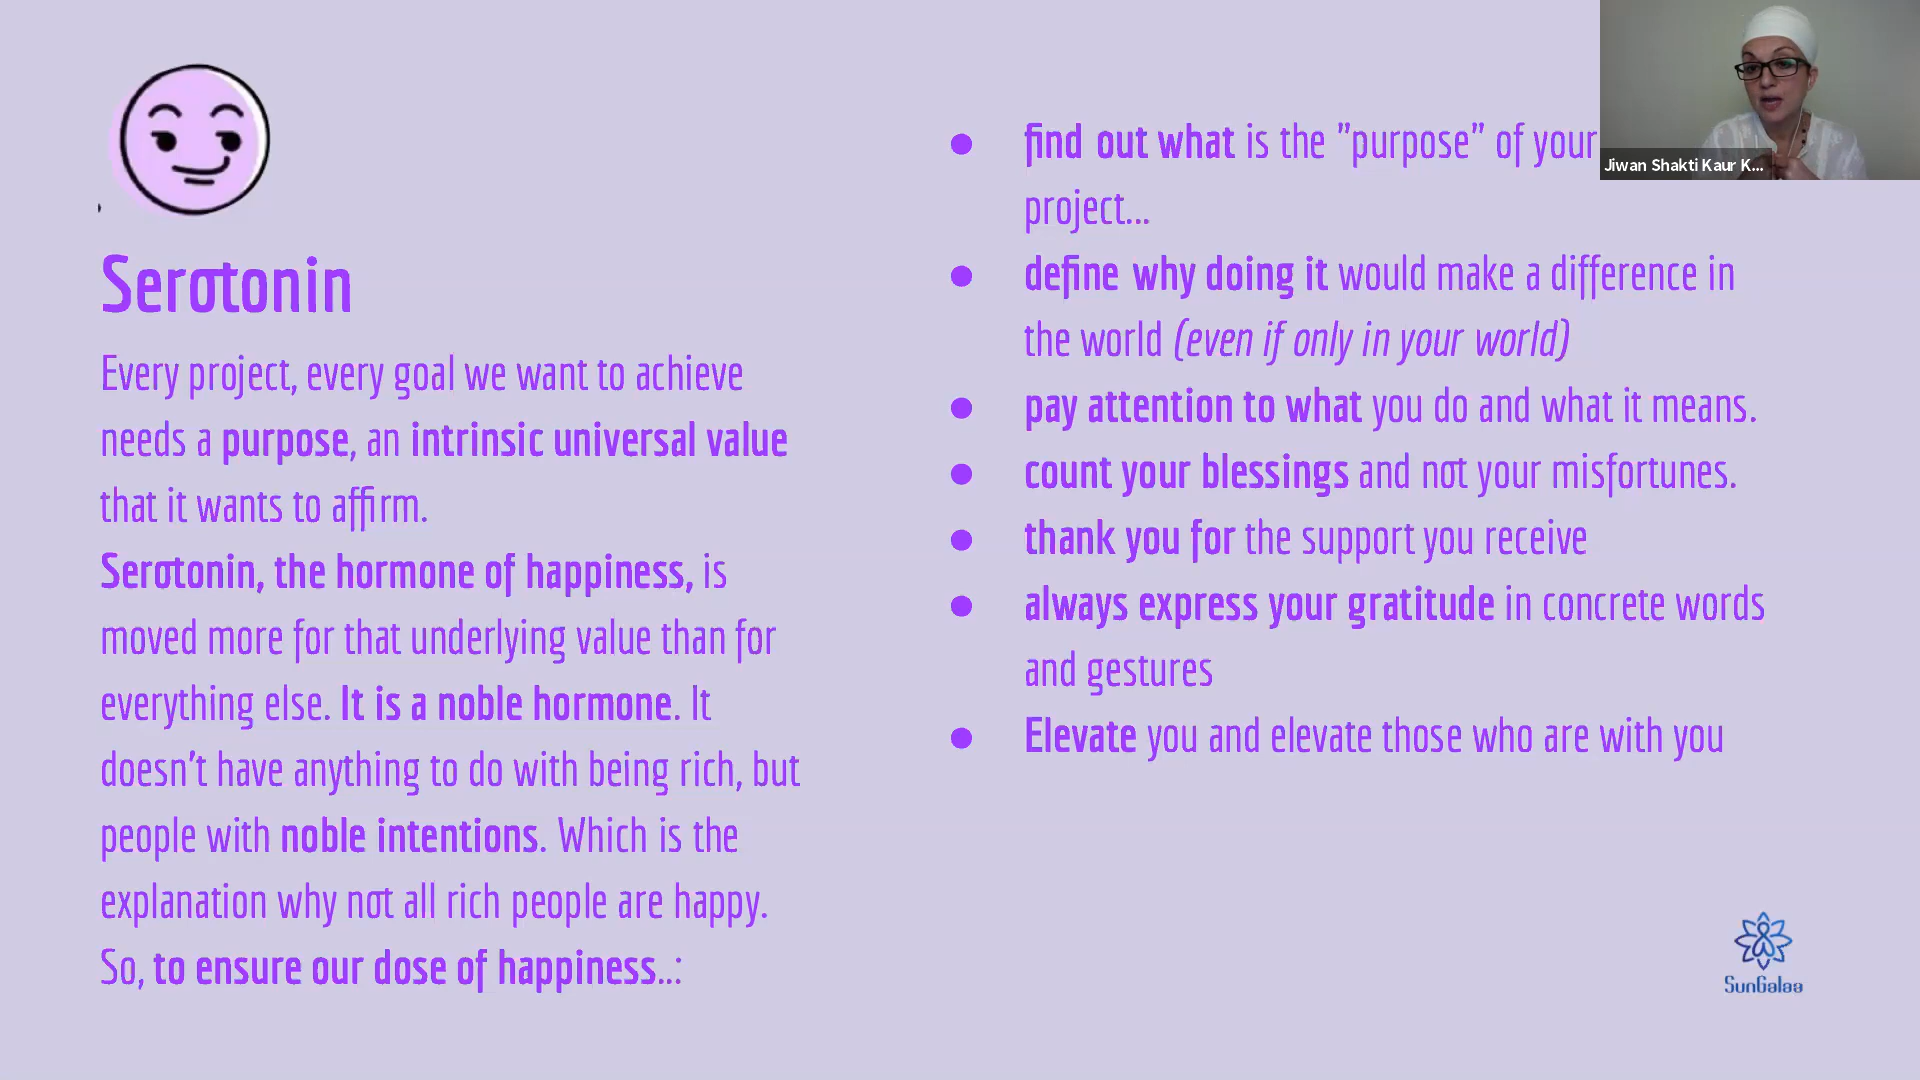 Serotonin
Every project, every goal we want to achieve
needs a purpose, an intrinsic universal value
that it wants to affirm.
Serotonin, the hormone of happiness, is
moved more for that underlying value than for
everything else. It is a noble hormone. It
doesn't have anything to do with being rich, but
people with noble intentions. Which is the
explanation why not all rich people are happy.
So, to ensure our dose of happiness...:
● find out what is the "purpose" of your
project...
● define why doing it would make a difference in
the world (even if only in your world)
● pay attention to what you do and what it means.
● count your blessings and not your misfortunes.
● thank you for the support you receive
● always express your gratitude in concrete words
and gestures
● Elevate you and elevate those who are with you
Jiwan Shakti Kaur K...
SunGalaa